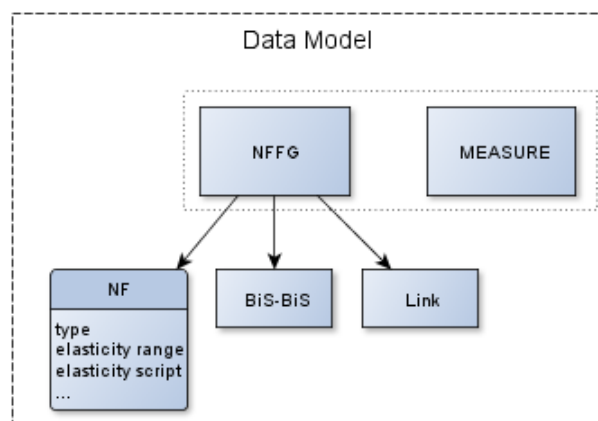 Data Model
NFFG
MEASURE
NF
BiS-BiS
Link
type
elasticity range
elasticity script
...